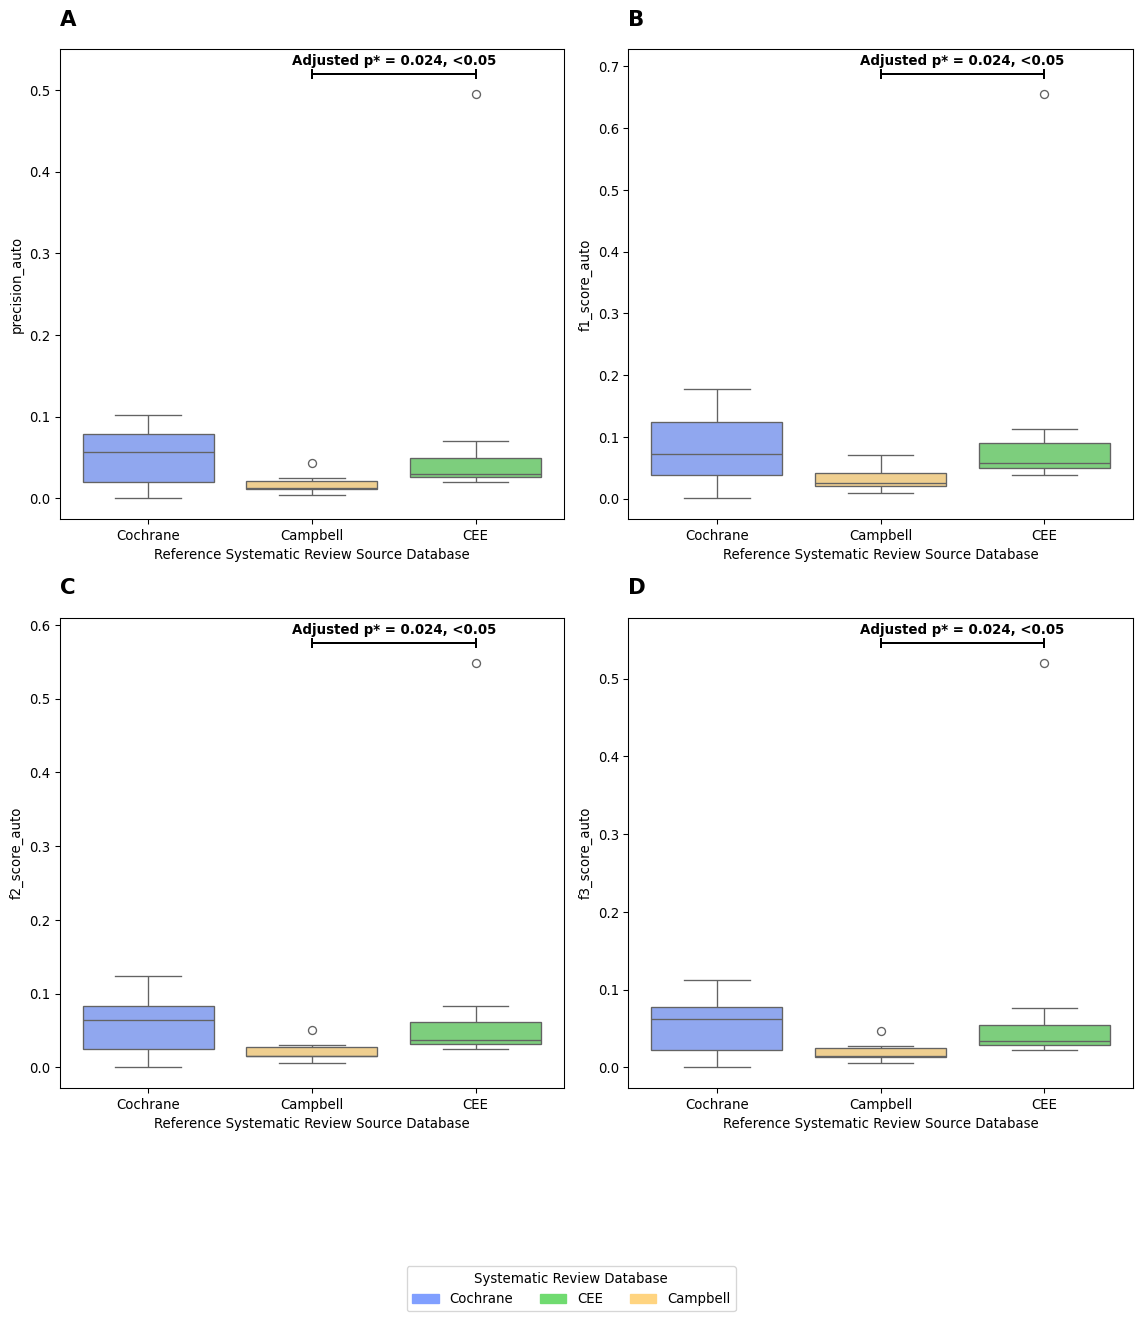 A
Adjusted p* = 0.024, <0.05
0.5
0.4
0.3
0.2
0.1
0.0
precision_auto
Cochrane Campbell CEE
Reference Systematic Review Source Database
B
Adjusted p* = 0.024, <0.05
0.7
0.6
0.5
0.4
0.3
0.2
0.1
0.0
f1_score_auto
Cochrane Campbell CEE
Reference Systematic Review Source Database
C
Adjusted p* = 0.024, <0.05
0.6
0.5
0.4
0.3
0.2
0.1
0.0
f2_score_auto
Cochrane Campbell CEE
Reference Systematic Review Source Database
D
Adjusted p* = 0.024, <0.05
0.5
0.4
0.3
0.2
0.1
0.0
f3_score_auto
Cochrane Campbell CEE
Reference Systematic Review Source Database
Systematic Review Database
Cochrane CEE Campbell